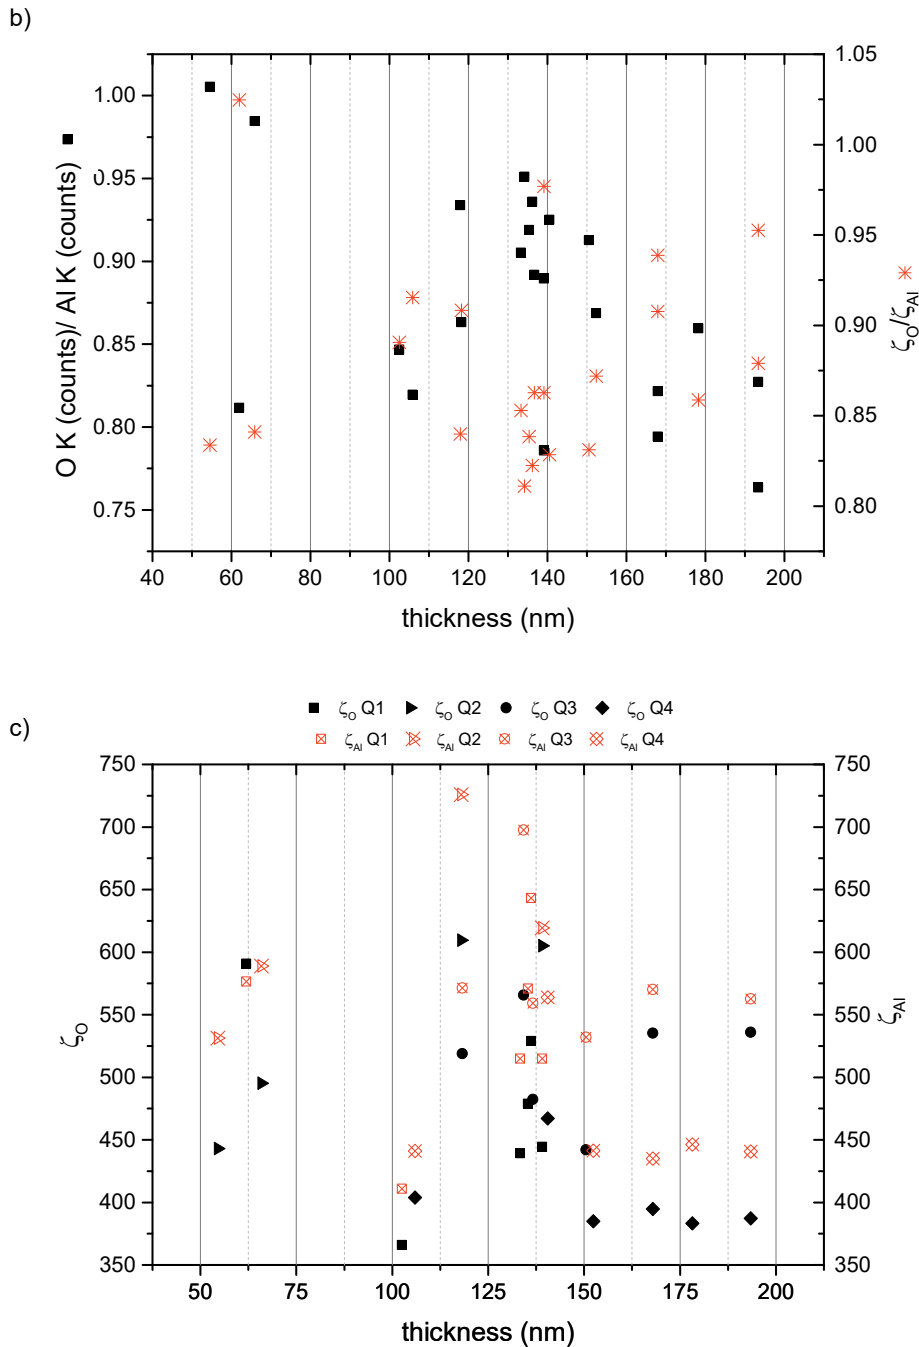 b)
O K (counts)/ Al K (counts)
1.00
0.95
0.90
0.85
0.80
0.75
1.05
1.00
0.95
0.90
0.85
0.80
ζO/ζAl
40 60 80 100 120 140 160 180 200
thickness (nm)
c)
ζO Q1 ζO Q2 ζO Q3 ζO Q4
ζAl Q1 ζAl Q2 ζAl Q3 ζAl Q4
750
700
650
600
550
500
450
400
350
ζO
750
700
650
600
550
500
450
400
350
ζAl
50 75 100 125 150 175 200
thickness (nm)